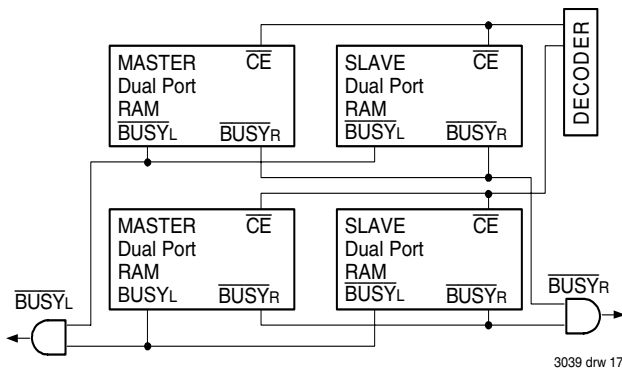 MASTER
Dual Port
RAM
CE
BUSYL
BUSYR
SLAVE
Dual Port
RAM
CE
BUSYL
BUSYR
DECODER
MASTER
Dual Port
RAM
CE
BUSYL
BUSYR
SLAVE
Dual Port
RAM
CE
BUSYL
BUSYR
BUSYL
BUSYR
3039 drw 17